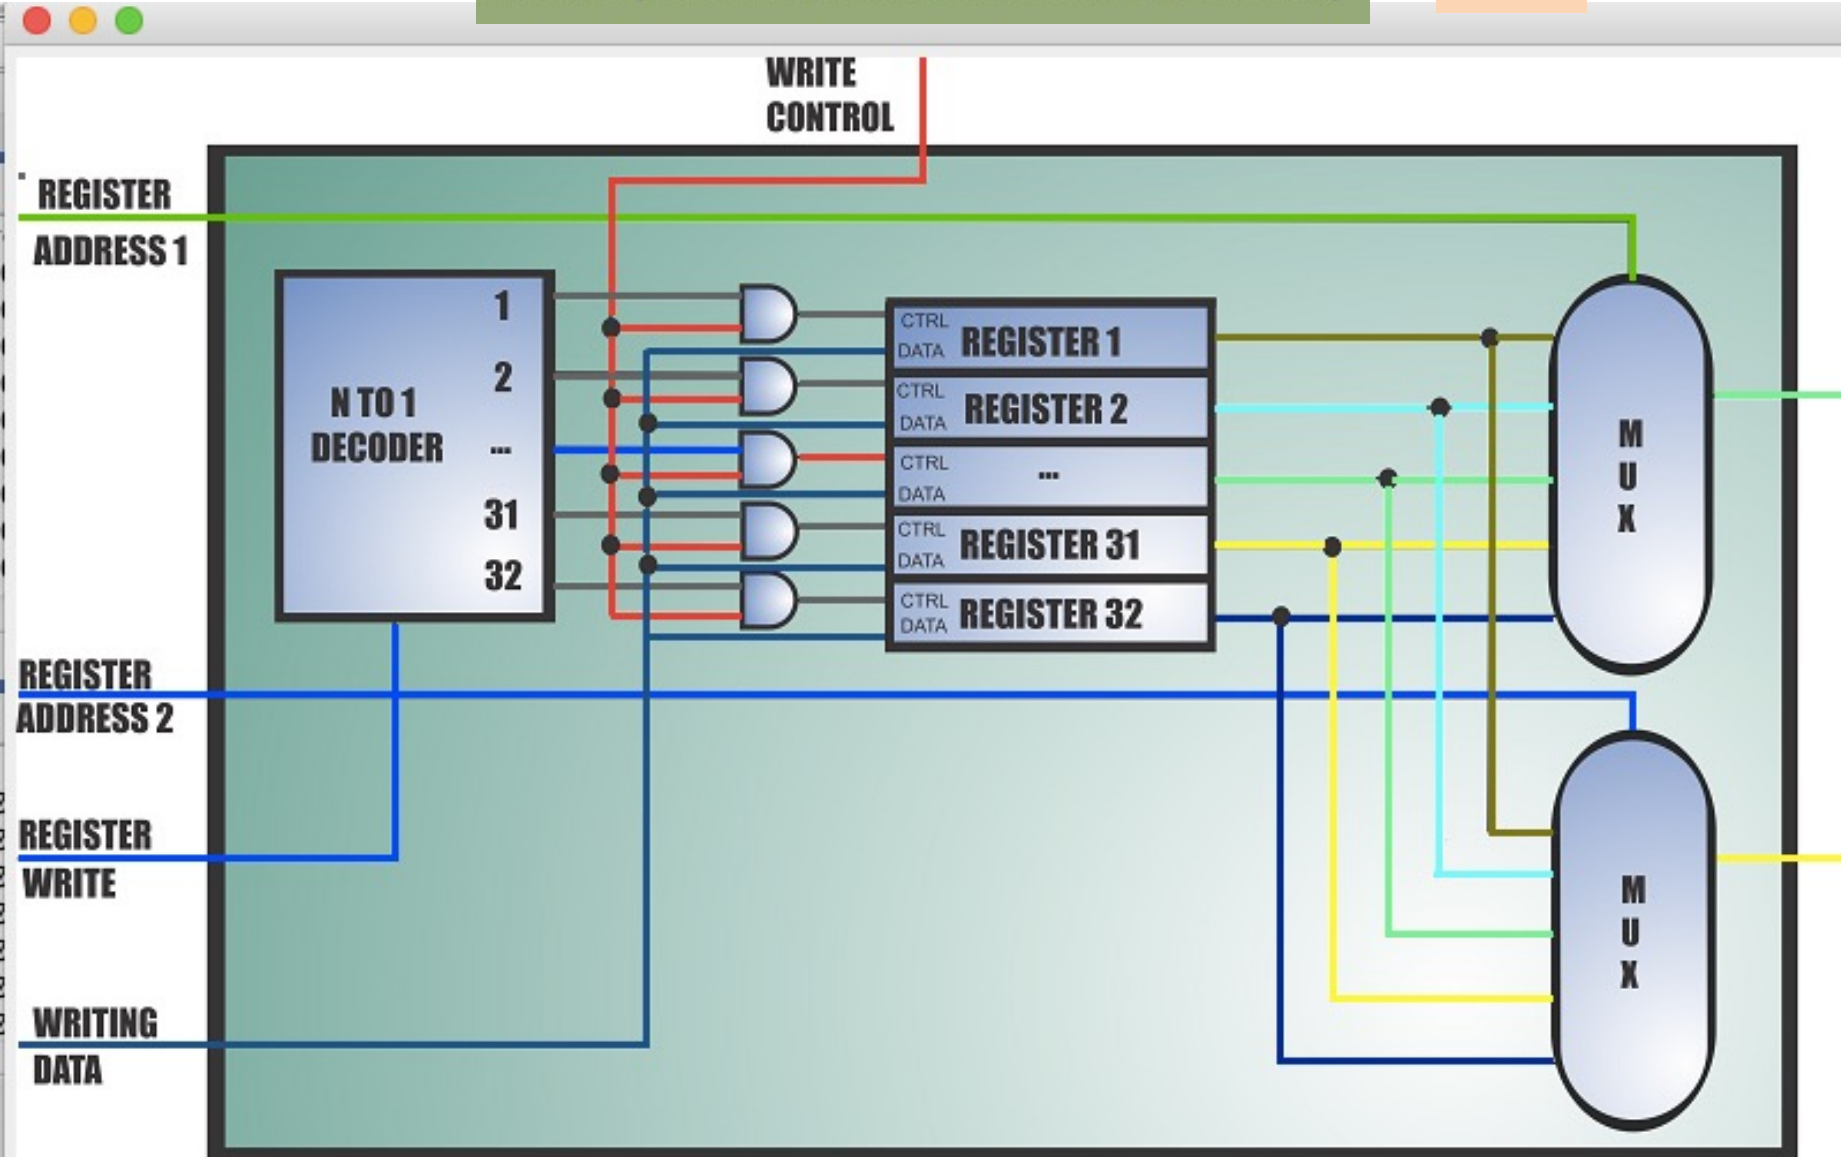 WRITE
CONTROL
REGISTER
ADDRESS 1
1
2
...
31
32
N TO 1
DECODER
CTRL
DATA
REGISTER 1
CTRL
DATA
REGISTER 2
CTRL
DATA
...
CTRL
DATA
REGISTER 31
CTRL
DATA
REGISTER 32
M
U
X
REGISTER
ADDRESS 2
REGISTER
WRITE
WRITING
DATA
M
U
X